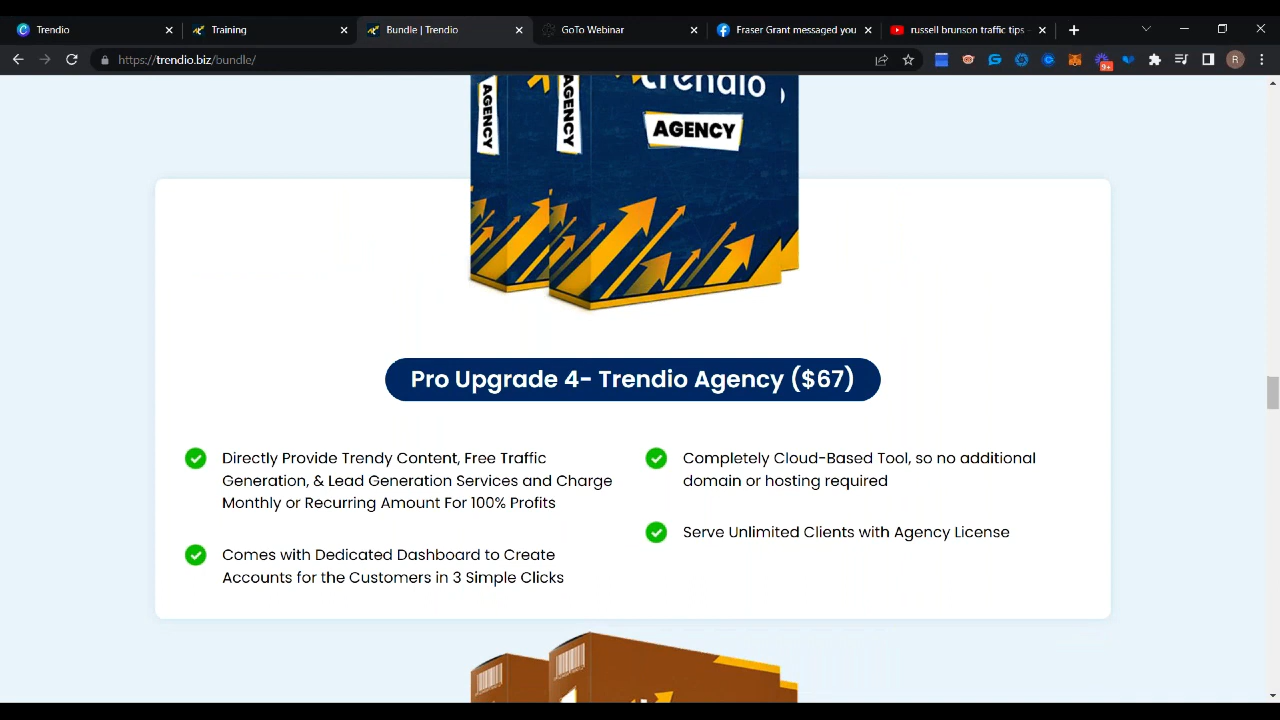 Trendio
Training
Bundle | Trendio
GoTo Webinar
Fraser Grant messaged you
russell brunson traffic tips -
https://trendio.biz/bundle/
9+
R
AGENCY
AGENCY
trendio
AGENCY
Pro Upgrade 4- Trendio Agency ($67)
Directly Provide Trendy Content, Free Traffic
Generation, & Lead Generation Services and Charge
Monthly or Recurring Amount For 100% Profits
Comes with Dedicated Dashboard to Create
Accounts for the Customers in 3 Simple Clicks
Completely Cloud-Based Tool, so no additional
domain or hosting required
Serve Unlimited Clients with Agency License